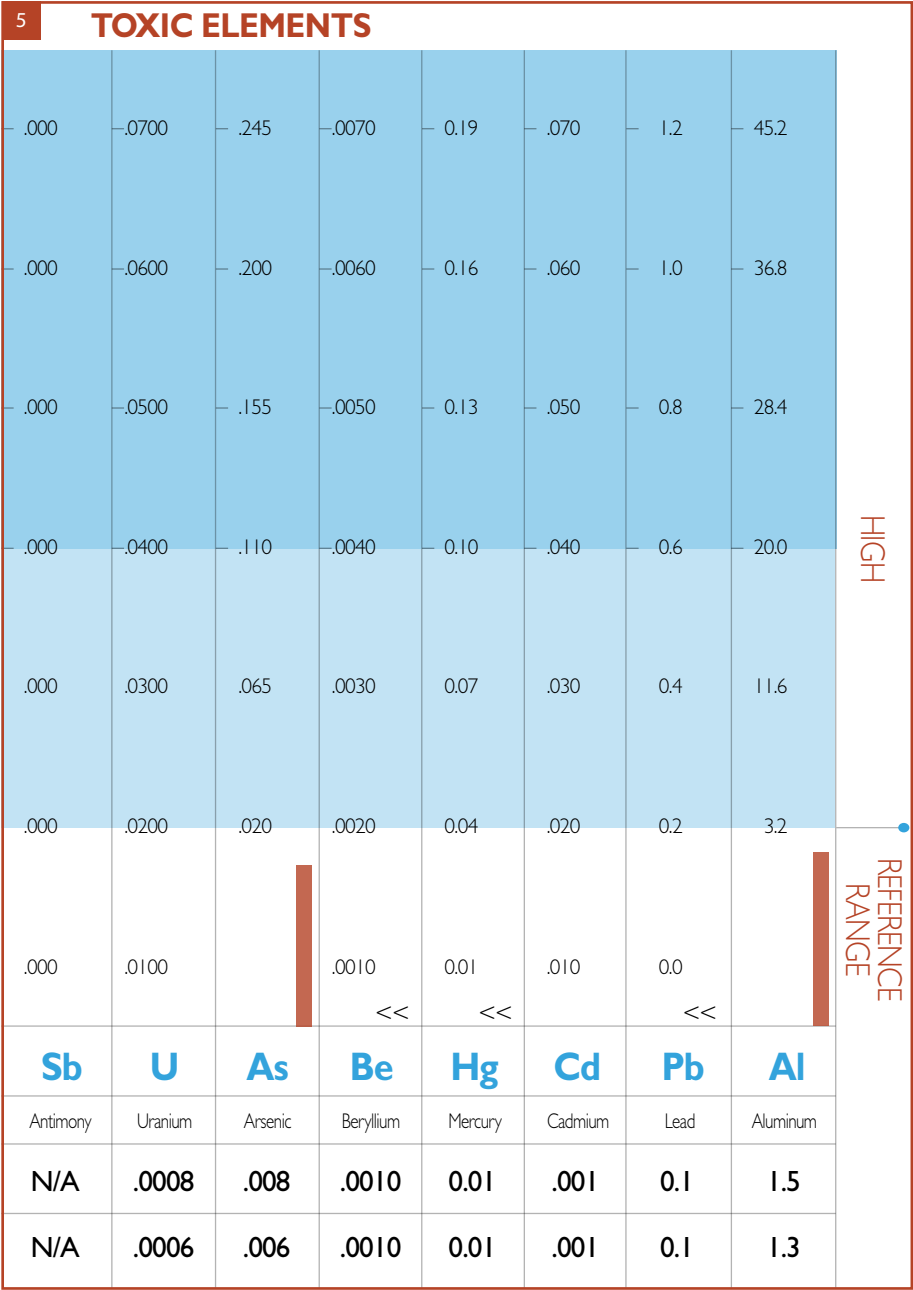 5 TOXIC ELEMENTS
.000 .0700 .245 .0070 0.19 .070 1.2 45.2
.000 .0600 .200 .0060 0.16 .060 1.0 36.8
.000 .0500 .155 .0050 0.13 .050 0.8 28.4
.000 .0400 .110 .0040 0.10 .040 0.6 20.0
HIGH
.000 .0300 .065 .0030 0.07 .030 0.4 11.6
.000 .0200 .020 .0020 0.04 .020 0.2 3.2
REFERENCE
RANGE
.000 .0100 .0010 0.01 .010 0.0
<< << <<
Sb U As Be Hg Cd Pb Al
Antimony Uranium Arsenic Beryllium Mercury Cadmium Lead Aluminum
N/A .0008 .008 .0010 0.01 .001 0.1 1.5
N/A .0006 .006 .0010 0.01 .001 0.1 1.3